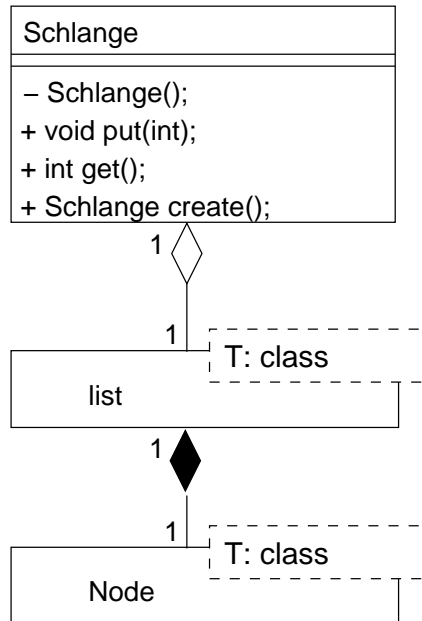 Schlange
– Schlange();
+ void put(int);
+ int get();
+ Schlange create();
1
1
T: class
list
1
1
T: class
Node